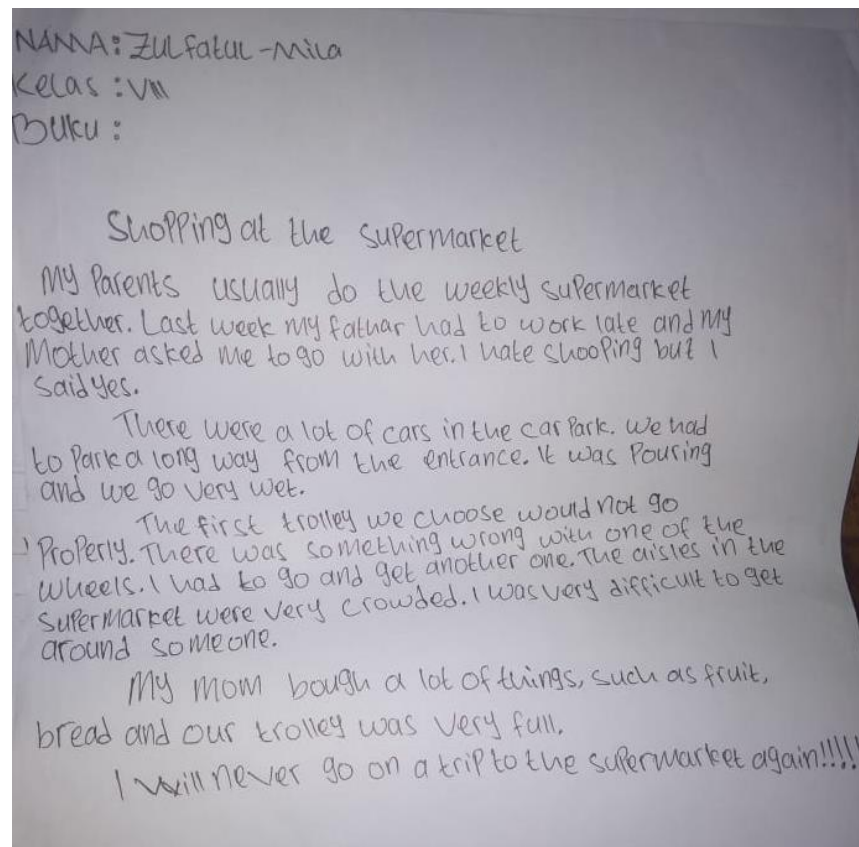 NAMA: Zulfatul-Mila
Kelas : VIII
Buku :
Shopping at the supermarket
My Parents usually do the weekly supermarket
together. Last week my fathar had to work late and my
Mother asked me to go with her. I hate shooping but I
said yes.
There were a lot of cars in the car Park. We had
to Park a long way from the entrance. It was Pouring
and we go very wet.
The first trolley we choose would not go
Properly. There was something wrong with one of the
wheels. I had to go and get another one. The aisles in the
supermarket were very crowded. I was very difficult to get
around someone.
My mom bough a lot of things, such as fruit,
bread and our trolley was very full.
I will never go on a trip to the supermarket again!!!!!